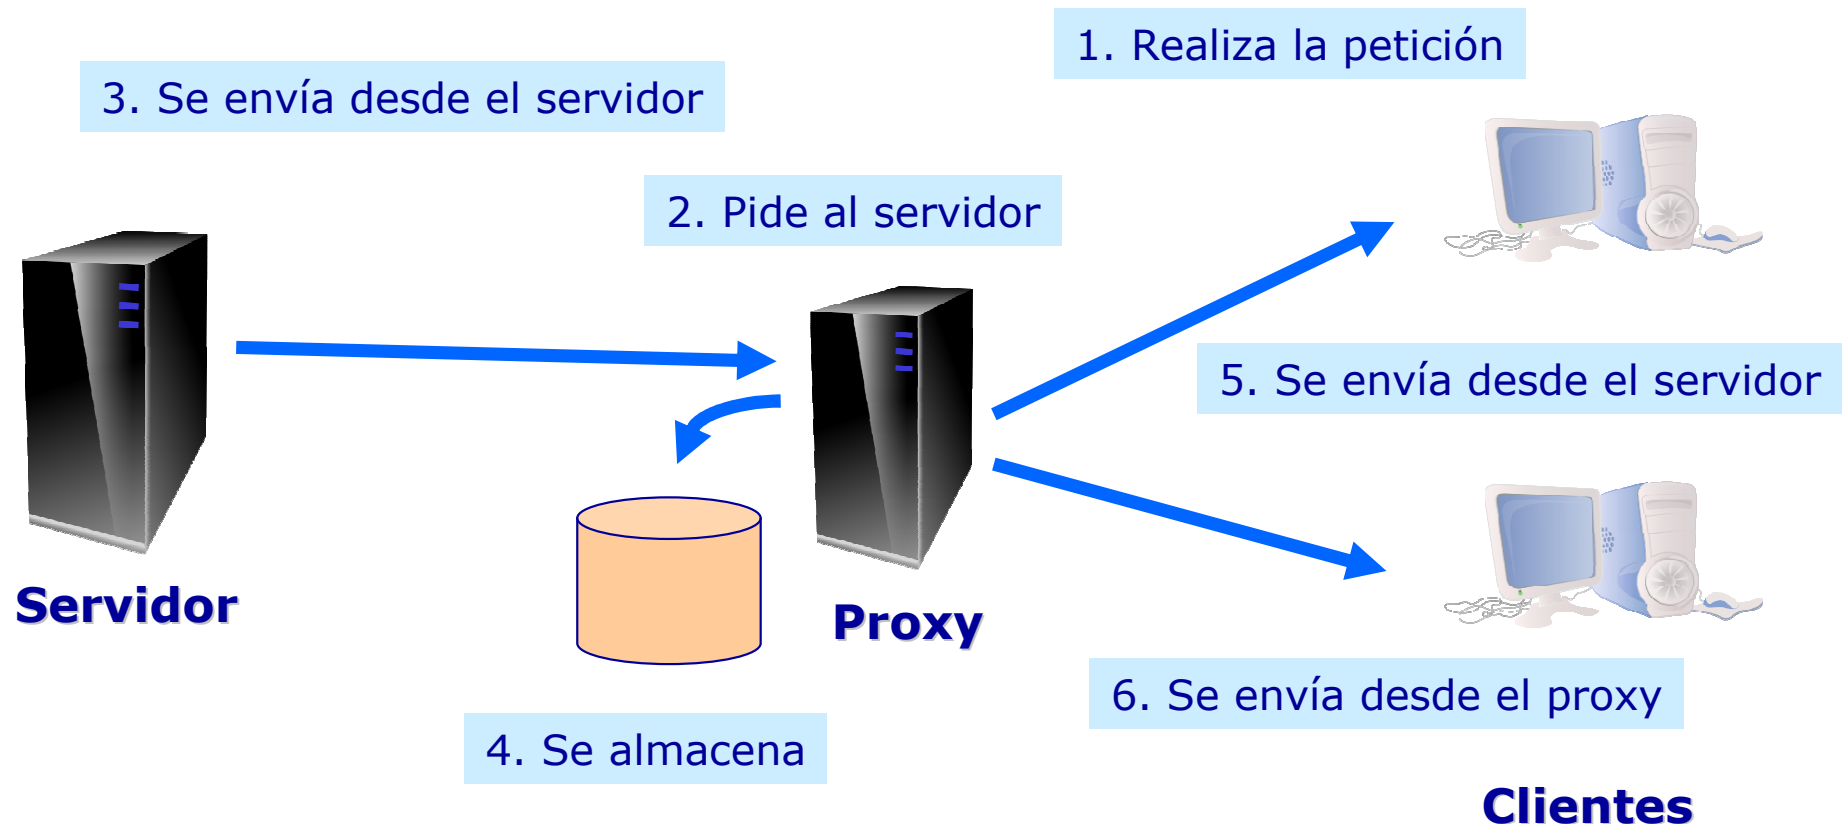 1. Realiza la petición
3. Se envía desde el servidor
2. Pide al servidor
5. Se envía desde el servidor
Servidor
Proxy
6. Se envía desde el proxy
4. Se almacena
Clientes